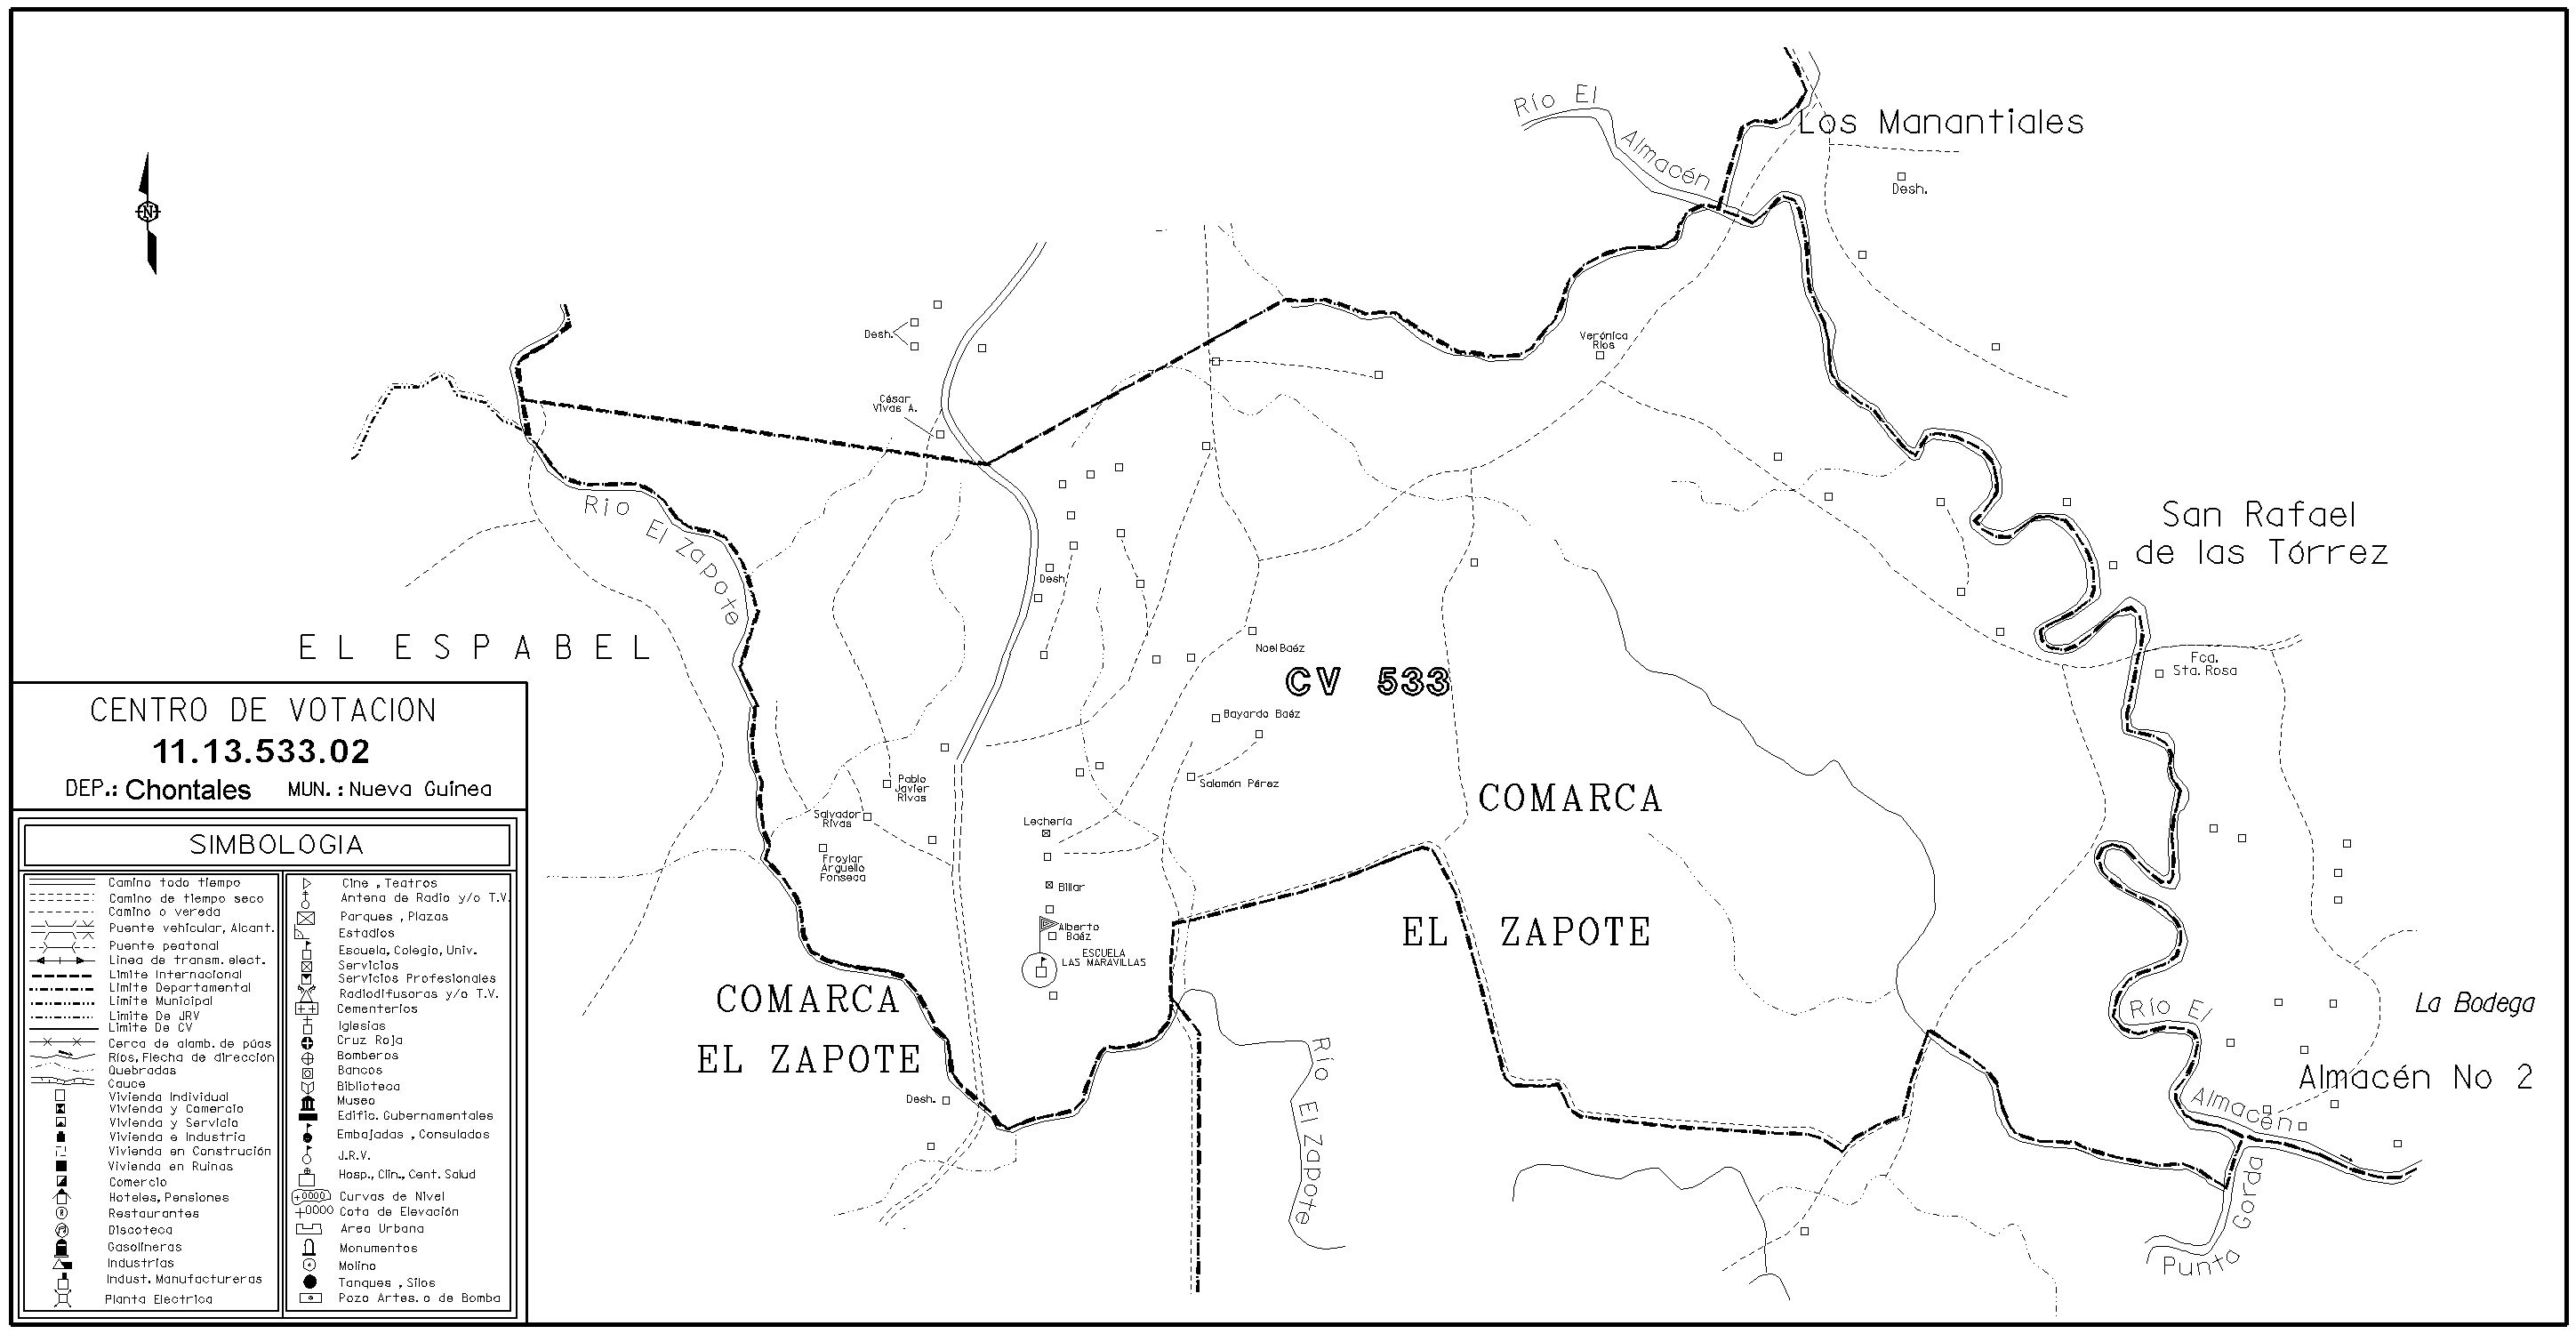 Río El
Almacén
Los Manantiales
Desh.
N
Verónica
Ríos
Desh.
César
Vivas A.
Río El Zapote
San Rafael
de las Tórrez
Desh
EL ESPABEL
Noel Baéz
CV 533
Fca.
Sta. Rosa
Bayardo Baéz
Salamón Pérez
Pablo
Javier
Rivas
Salvador
Rivas
Lechería
Froylar
Arguello
Fonseca
Billar
Alberto
Baéz
ESCUELA
LAS MARAVILLAS
COMARCA
EL ZAPOTE
COMARCA
EL ZAPOTE
Desh.
Río El Zapote
Río El
Almacén
La Bodega
Almacén No 2
Punta Gorda
CENTRO DE VOTACION
11.13.533.02
DEP.: Chontales MUN.: Nueva Guinea
SIMBOLOGIA
Camino todo tiempo
Camino de tiempo seco
Camino o vereda
Puente vehicular, Alcant.
Puente peatonal
Linea de transm. elect.
Limite Internacional
Limite Departamental
Limite Municipal
Limite De JRV
Limite De CV
Cerca de alamb. de púas
Ríos, Flecha de dirección
Quebradas
Cauce
Vivienda Individual
Vivienda y Comercio
Vivienda y Servicio
Vivienda e Industria
Vivienda en Construción
Vivienda en Ruinas
Comercio
Hoteles, Pensiones
R Restaurantes
Discoteca
Gasolineras
Industrias
Indust. Manufactureras
Planta Electrica
Cine , Teatros
Antena de Radio y/o T.V.
Parques , Plazas
Estadios
Escuela, Colegio, Univ.
Servicios
Servicios Profesionales
Radiodifusoras y/o T.V.
Cementerios
Iglesias
Cruz Roja
Bomberos
Bancos
Biblioteca
Museo
Edific. Gubernamentales
Embajadas , Consulados
J.R.V.
Hosp., Clin., Cent. Salud
+0000 Curvas de Nivel
+0000 Cota de Elevación
Area Urbana
Monumentos
Molino
Tanques , Silos
Pozo Artes. o de Bomba